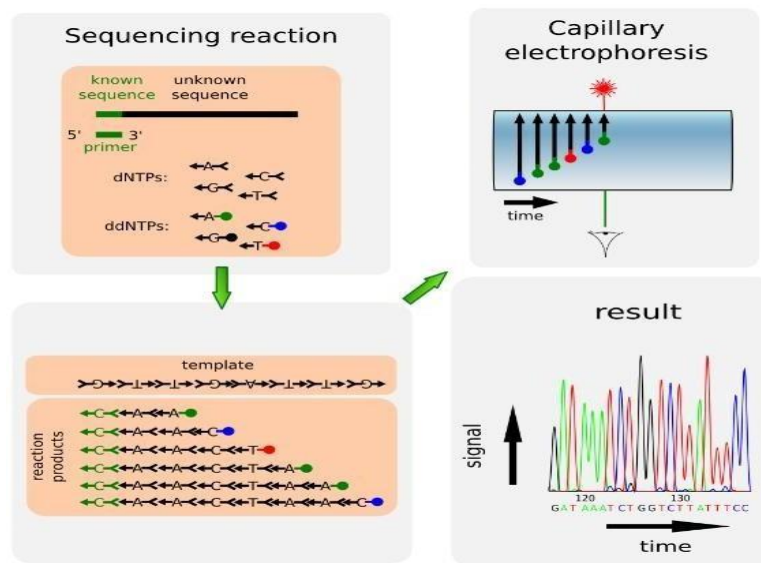 Sequencing reaction
known
sequence
unknown
sequence
5' 3'
primer
dNTPs:
A
C
G
T
ddNTPs:
A
C
G
T
Capillary
electrophoresis
time
template
G T T G A T T G
reaction
products
C A A
C A A C
C A A C T
C A A C T A
C A A C T A A
C A A C T A A C
result
signal
120 130
GATAAATCTGGTCTTATTTCC
time